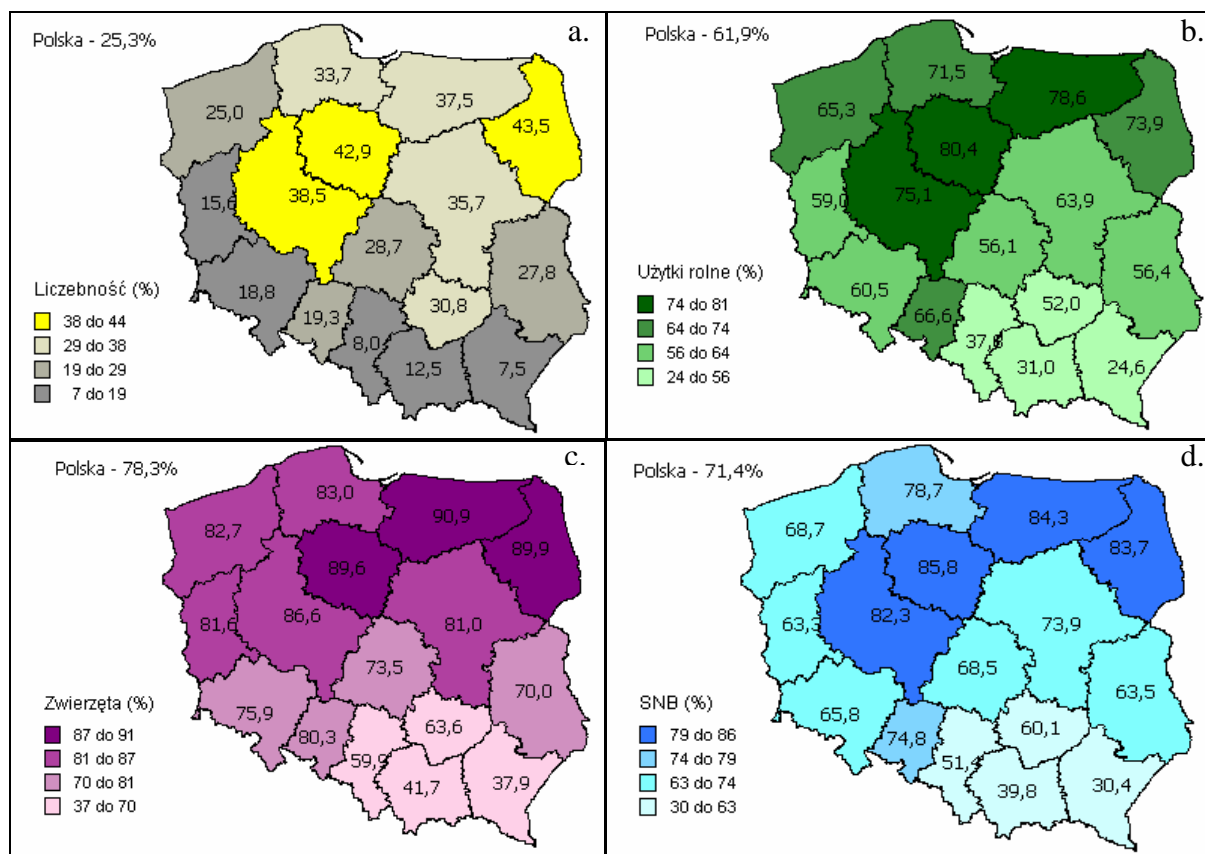 a.
Polska - 25,3%
33,7
37,5
25,0
43,5
42,9
15,6
38,5
35,7
28,7
27,8
18,8
30,8
19,3
8,0
12,5
7,5
Liczebność (%)
38 do 44
29 do 38
19 do 29
7 do 19
b.
Polska - 61,9%
71,5
78,6
65,3
73,9
80,4
59,0
75,1
63,9
56,1
56,4
60,5
52,0
66,6
31,0
24,6
Użytki rolne (%)
74 do 81
64 do 74
56 do 64
24 do 56
c.
Polska - 78,3%
83,0
90,9
82,7
89,9
89,6
81,6
86,6
81,0
73,5
70,0
75,9
63,6
80,3
59,9
41,7
37,9
Zwierzęta (%)
87 do 91
81 do 87
70 do 81
37 do 70
d.
Polska - 71,4%
78,7
84,3
68,7
83,7
85,8
63,3
82,3
73,9
68,5
63,5
65,8
60,1
74,8
51,4
39,8
30,4
SNB (%)
79 do 86
74 do 79
63 do 74
30 do 63